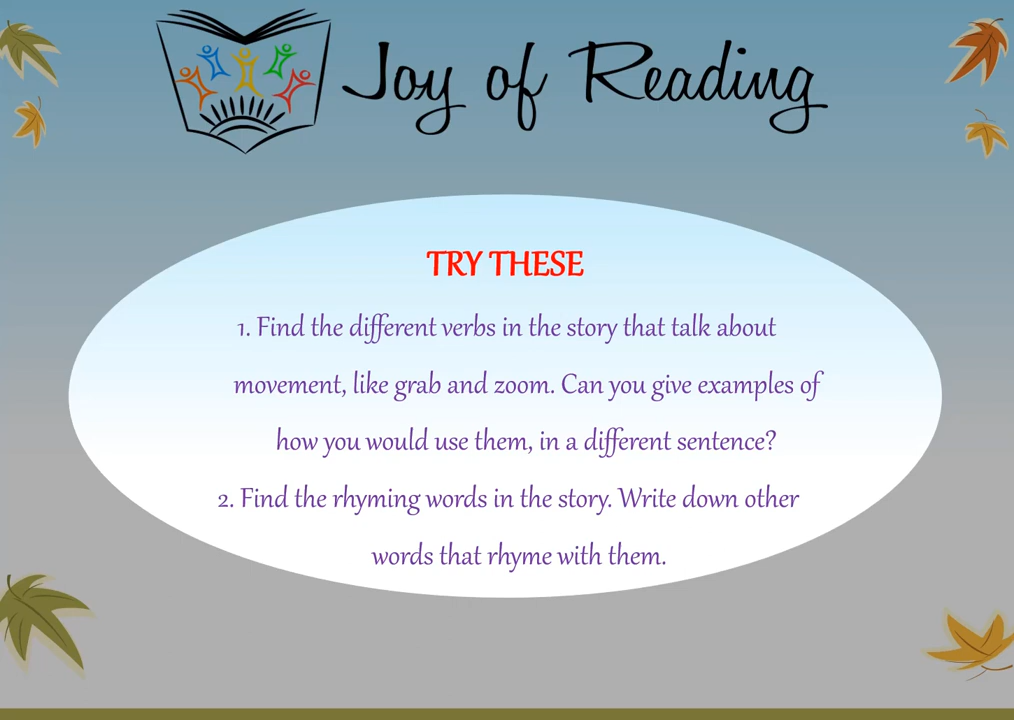 Joy of Reading
TRY THESE
1. Find the different verbs in the story that talk about
movement, like grab and zoom. Can you give examples of
how you would use them, in a different sentence?
2. Find the rhyming words in the story. Write down other
words that rhyme with them.